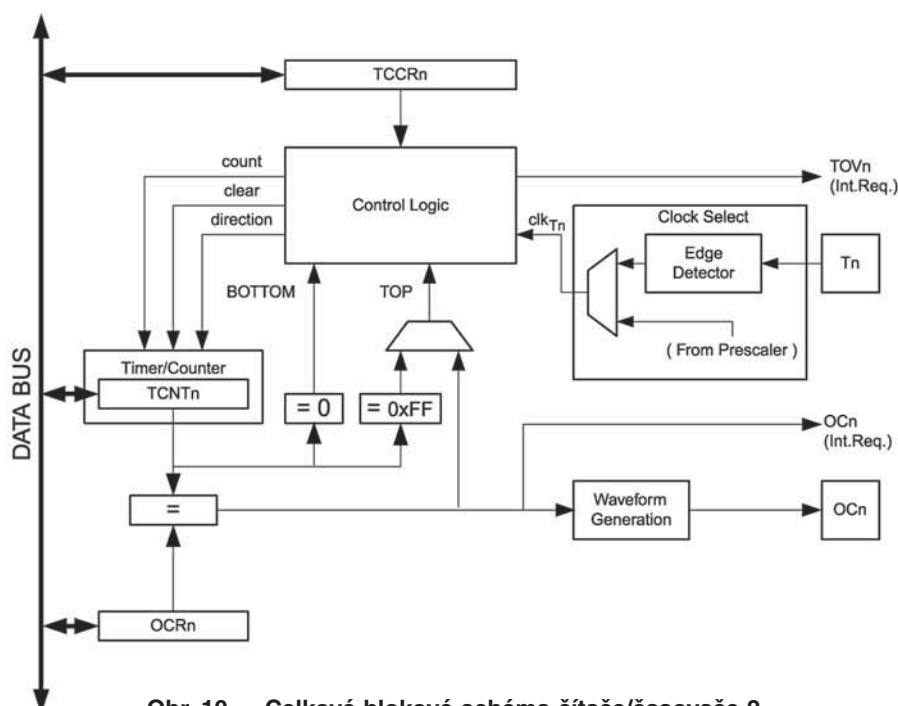 TCCRn
count
clear
direction
Control Logic
TOVn
(Int.Req.)
clkTn
Clock Select
Edge
Detector
Tn
( From Prescaler )
BOTTOM
TOP
Timer/Counter
TCNTn
= 0
= 0xFF
DATA BUS
=
OCn
(Int.Req.)
Waveform
Generation
OCn
OCRn